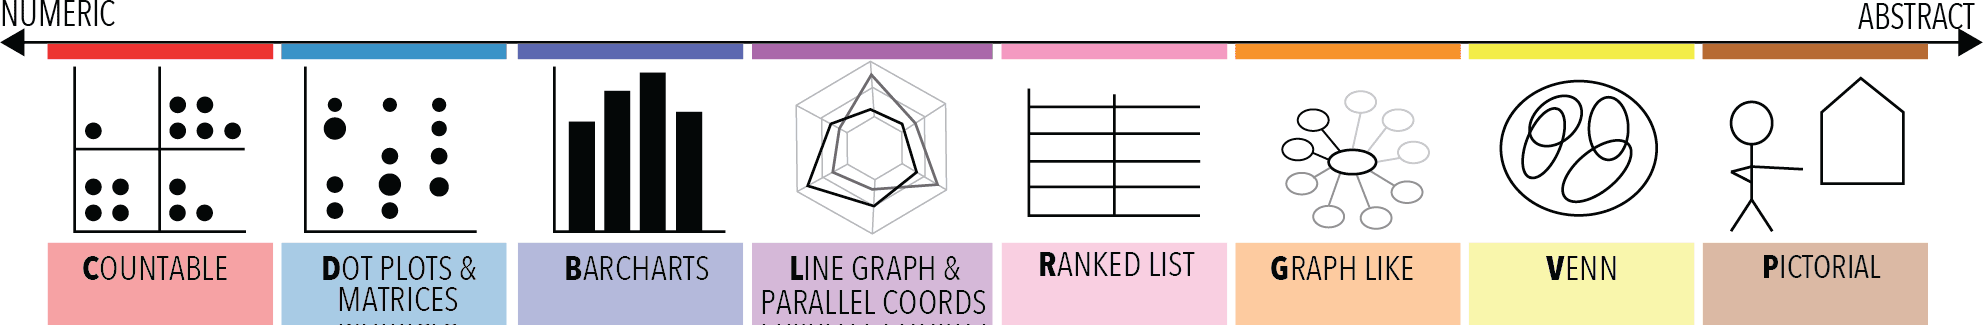 NUMERIC
ABSTRACT
COUNTABLE
DOT PLOTS &
MATRICES
BARCHARTS
LINE GRAPH &
PARALLEL COORDS
RANKED LIST
GRAPH LIKE
VENN
PICTORIAL